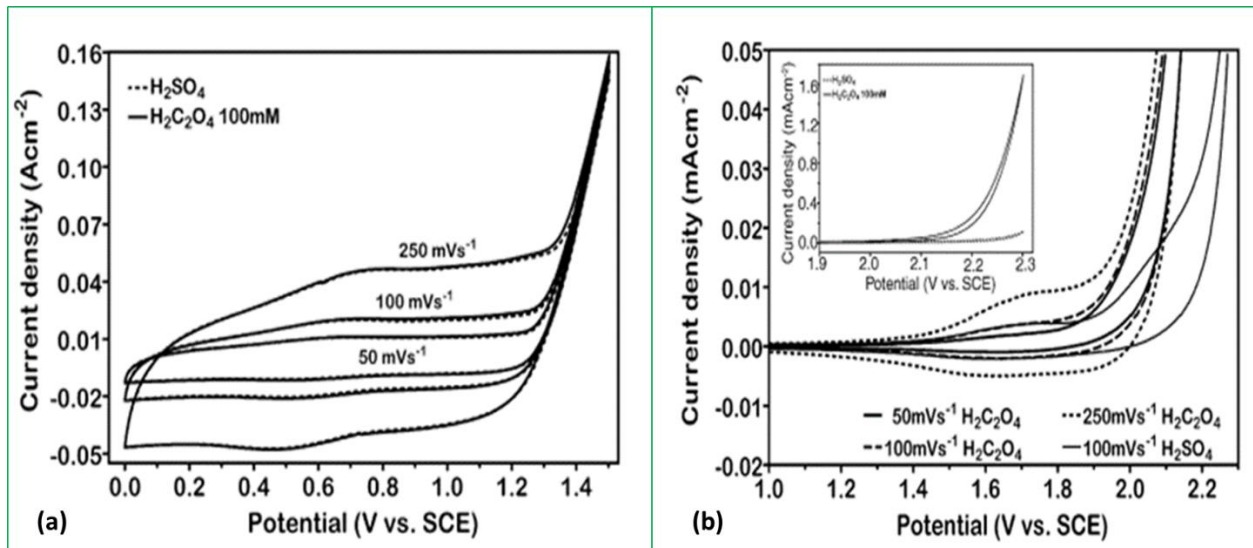 0.16
0.13
0.10
0.07
0.04
0.01
-0.02
-0.05
Current density (Acm⁻²)
H₂SO₄
H₂C₂O₄ 100mM
250 mVs⁻¹
100 mVs⁻¹
50 mVs⁻¹
0.0 0.2 0.4 0.6 0.8 1.0 1.2 1.4
Potential (V vs. SCE)
(a)
0.05
0.04
0.03
0.02
0.01
0.00
-0.01
-0.02
Current density (mAcm⁻²)
H₂SO₄
H₂C₂O₄ 100mM
1.6
1.2
0.8
0.4
0.0
Current density (mAcm⁻²)
1.9 2.0 2.1 2.2 2.3
Potential (V vs. SCE)
50mVs⁻¹ H₂C₂O₄
250mVs⁻¹ H₂C₂O₄
100mVs⁻¹ H₂C₂O₄
100mVs⁻¹ H₂SO₄
1.0 1.2 1.4 1.6 1.8 2.0 2.2
Potential (V vs. SCE)
(b)